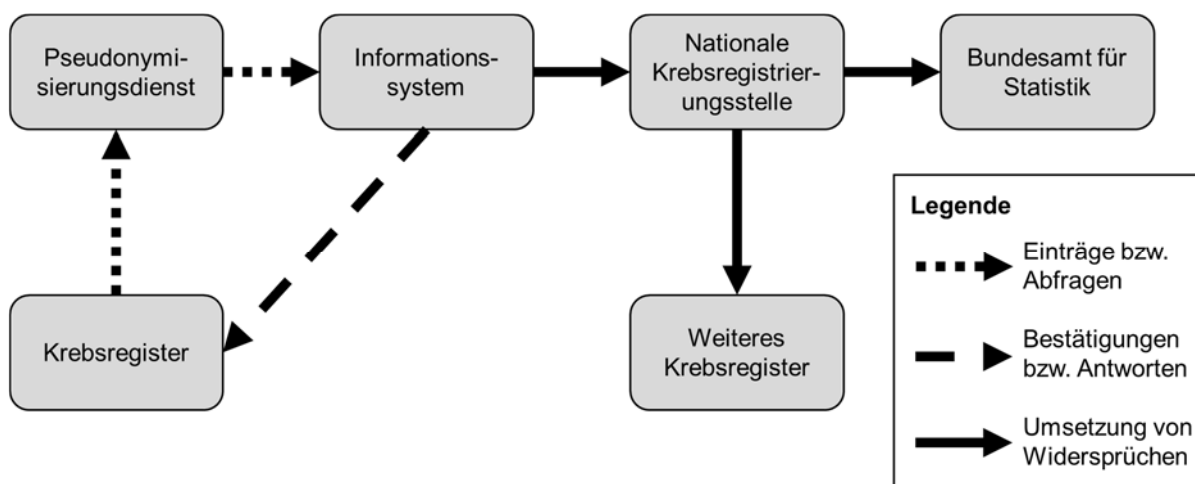 Pseudonymi-
sierungsdienst
Informations-
system
Nationale
Krebsregistrier-
ungsstelle
Bundesamt für
Statistik
Krebsregister
Weiteres
Krebsregister
Legende
Einträge bzw.
Abfragen
Bestätigungen
bzw. Antworten
Umsetzung von
Widersprüchen